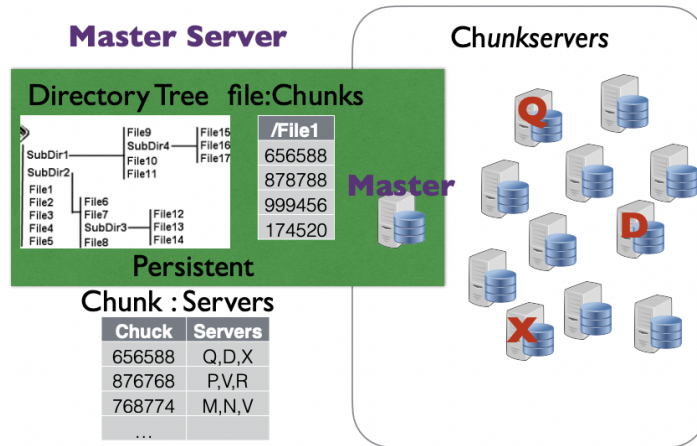 Master Server
Chunkservers
Directory Tree file:Chunks
SubDir1
SubDir2
File1
File2
File3
File4
File5
File9
SubDir4
File10
File11
File15
File16
File17
File6
File7
SubDir3
File8
File12
File13
File14
/File1
656588
878788
999456
174520
Master
Persistent
Q
D
X
Chunk : Servers
Chuck Servers
656588 Q,D,X
876768 P,V,R
768774 M,N,V
...